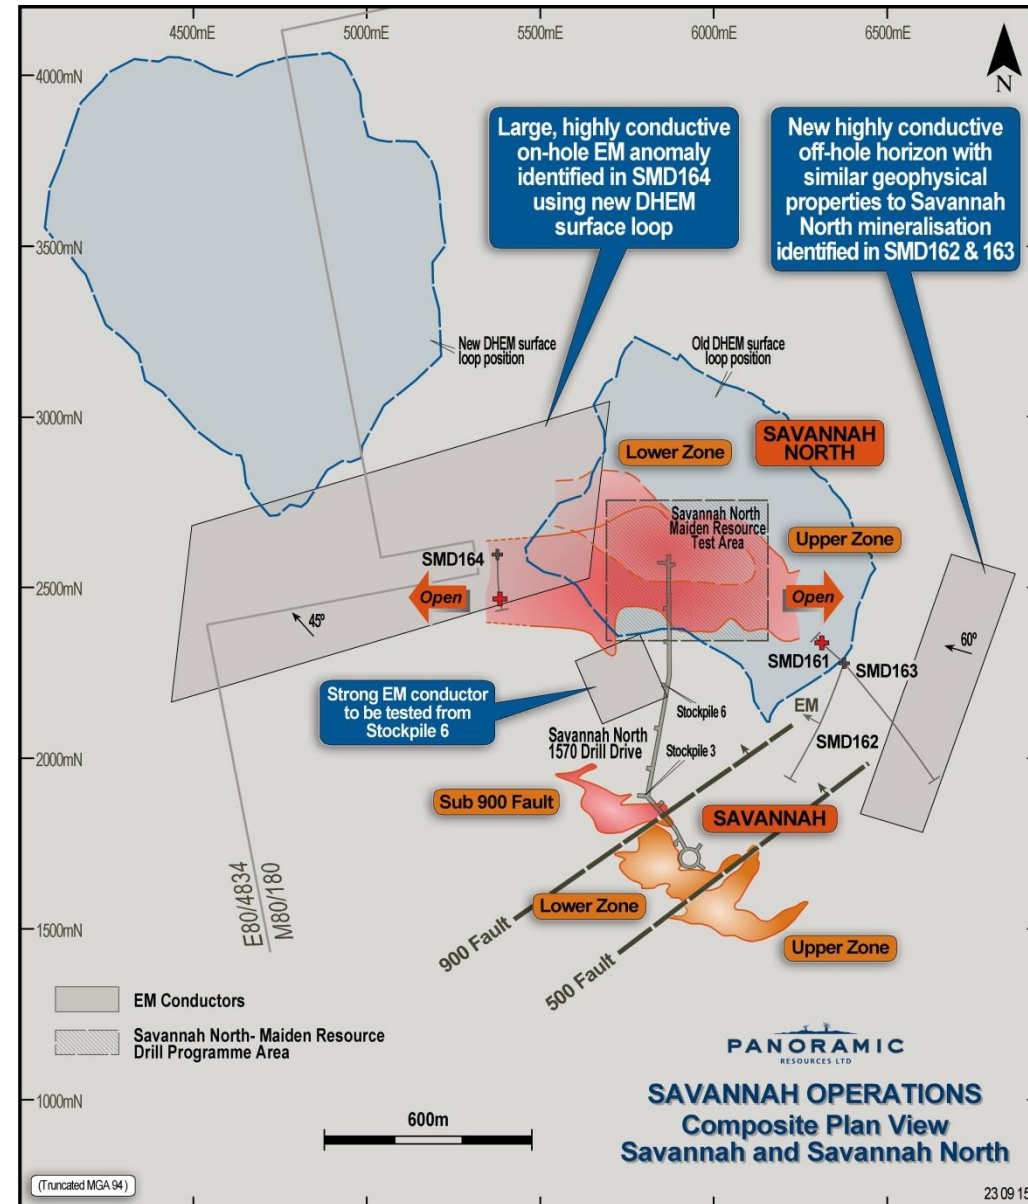 4500mE
5000mE
5500mE
6000mE
6500mE
4000mN
3500mN
3000mN
2500mN
2000mN
1500mN
1000mN
N
Large, highly conductive
on-hole EM anomaly
identified in SMD164
using new DHEM
surface loop
New highly conductive
off-hole horizon with
similar geophysical
properties to Savannah
North mineralisation
identified in SMD162 & 163
New DHEM surface
loop position
Old DHEM surface
loop position
Lower Zone
SAVANNAH
NORTH
Savannah North
Maiden Resource
Test Area
Upper Zone
SMD164
Open
Open
45º
60º
SMD161
SMD163
EM
SMD162
Strong EM conductor
to be tested from
Stockpile 6
Stockpile 6
Savannah North
1570 Drill Drive
Stockpile 3
Sub 900 Fault
SAVANNAH
Lower Zone
Upper Zone
900 Fault
500 Fault
E80/4834
M80/180
EM Conductors
Savannah North- Maiden Resource
Drill Programme Area
600m
PANORAMIC
RESOURCES LTD
SAVANNAH OPERATIONS
Composite Plan View
Savannah and Savannah North
(Truncated MGA 94 )
23 09 15